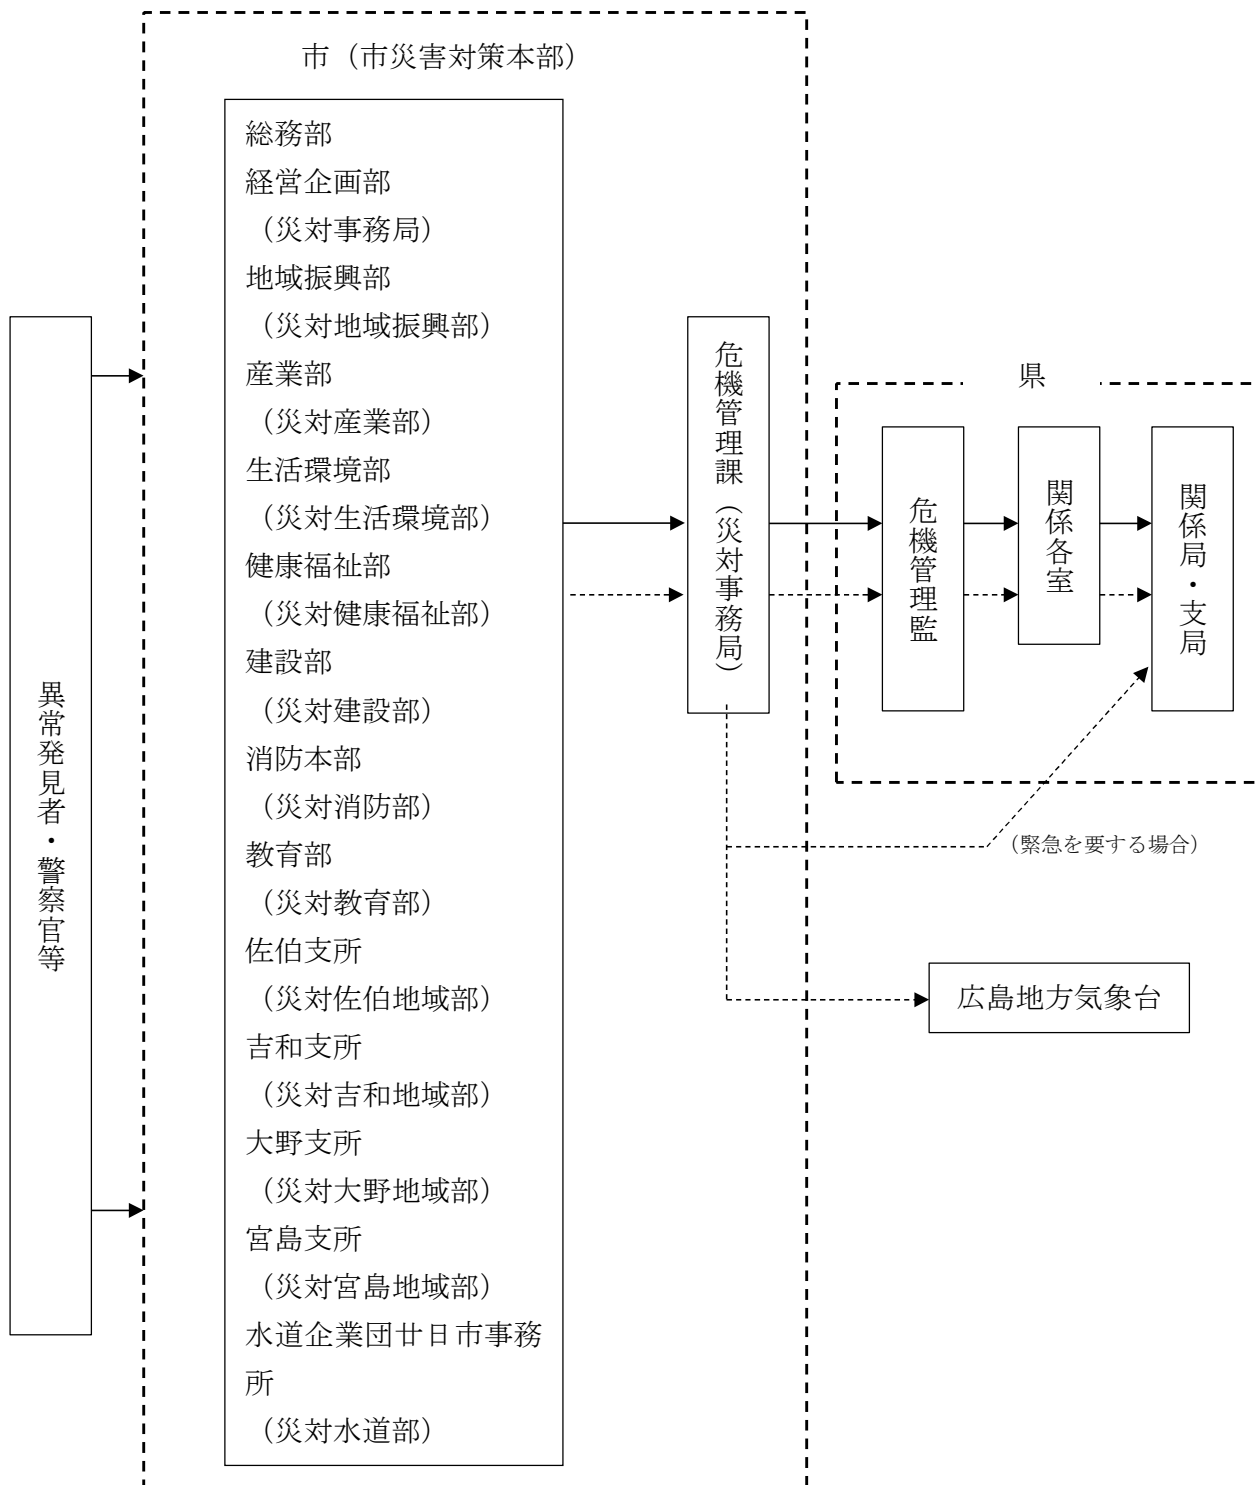 市（市災害対策本部）
総務部
経営企画部
（災対事務局）
地域振興部
（災対地域振興部）
産業部
（災対産業部）
生活環境部
（災対生活環境部）
健康福祉部
（災対健康福祉部）
建設部
（災対建設部）
消防本部
（災対消防部）
教育部
（災対教育部）
佐伯支所
（災対佐伯地域部）
吉和支所
（災対吉和地域部）
大野支所
（災対大野地域部）
宮島支所
（災対宮島地域部）
水道企業団廿日市事務
所
（災対水道部）
異常発見者・警察官等
危機管理課（災対事務局）
県
危機管理監
関係各室
関係局・支局
（緊急を要する場合）
広島地方気象台